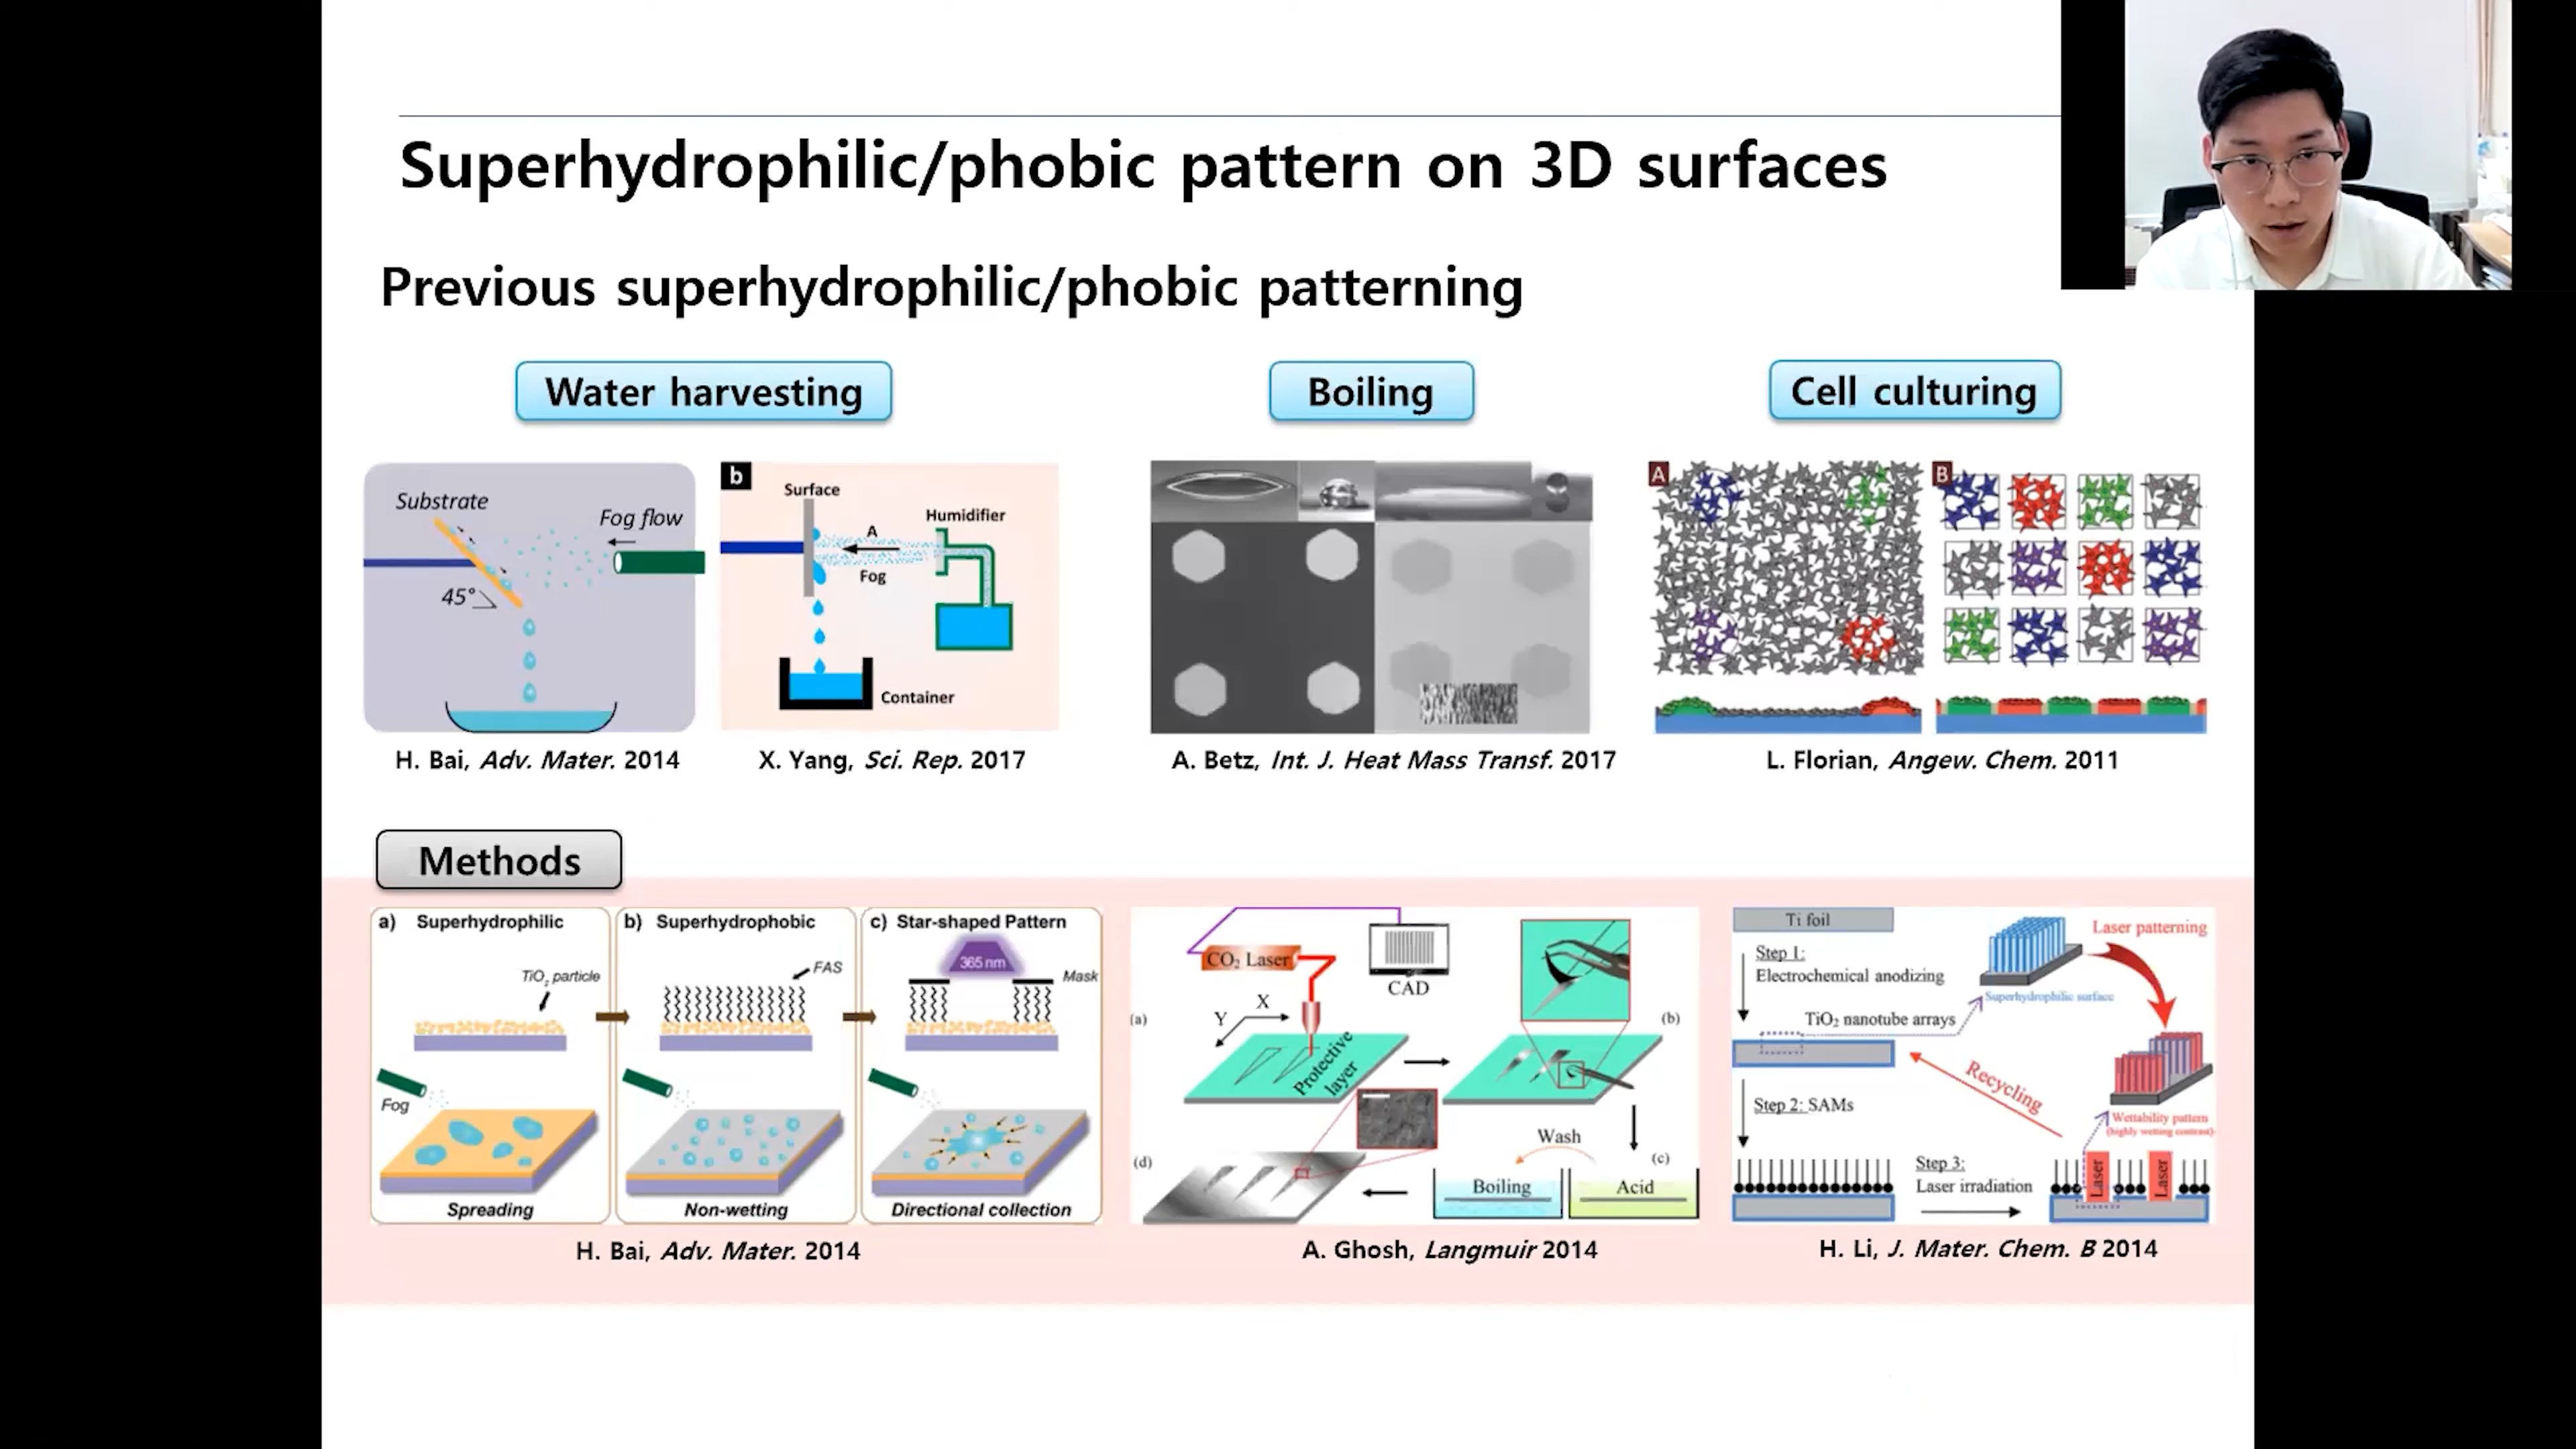 Superhydrophilic/phobic pattern on 3D surfaces
Previous superhydrophilic/phobic patterning
Water harvesting
Boiling
Cell culturing
Substrate
Fog flow
45°
b
Surface
Humidifier
A
Fog
Container
A
B
H. Bai, Adv. Mater. 2014
X. Yang, Sci. Rep. 2017
A. Betz, Int. J. Heat Mass Transf. 2017
L. Florian, Angew. Chem. 2011
Methods
a) Superhydrophilic
TiO2 particle
Fog
Spreading
b) Superhydrophobic
FAS
Non-wetting
c) Star-shaped Pattern
365 nm
Mask
Directional collection
CO2 Laser
CAD
X
Y
(a)
Protective
layer
(b)
Wash
(c)
(d)
Boiling
Acid
Ti foil
Step 1:
Electrochemical anodizing
Laser patterning
Superhydrophilic surface
TiO2 nanotube arrays
Recycling
Step 2: SAMs
Wettability pattern
(highly wetting contrast)
Step 3:
Laser irradiation
Laser
Laser
H. Bai, Adv. Mater. 2014
A. Ghosh, Langmuir 2014
H. Li, J. Mater. Chem. B 2014